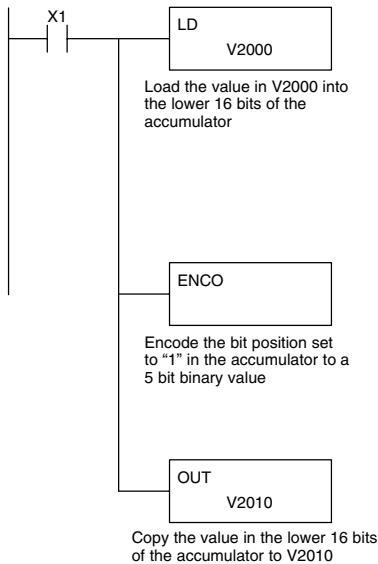 X1
LD
V2000
Load the value in V2000 into
the lower 16 bits of the
accumulator
ENCO
Encode the bit position set
to “1” in the accumulator to a
5 bit binary value
OUT
V2010
Copy the value in the lower 16 bits
of the accumulator to V2010